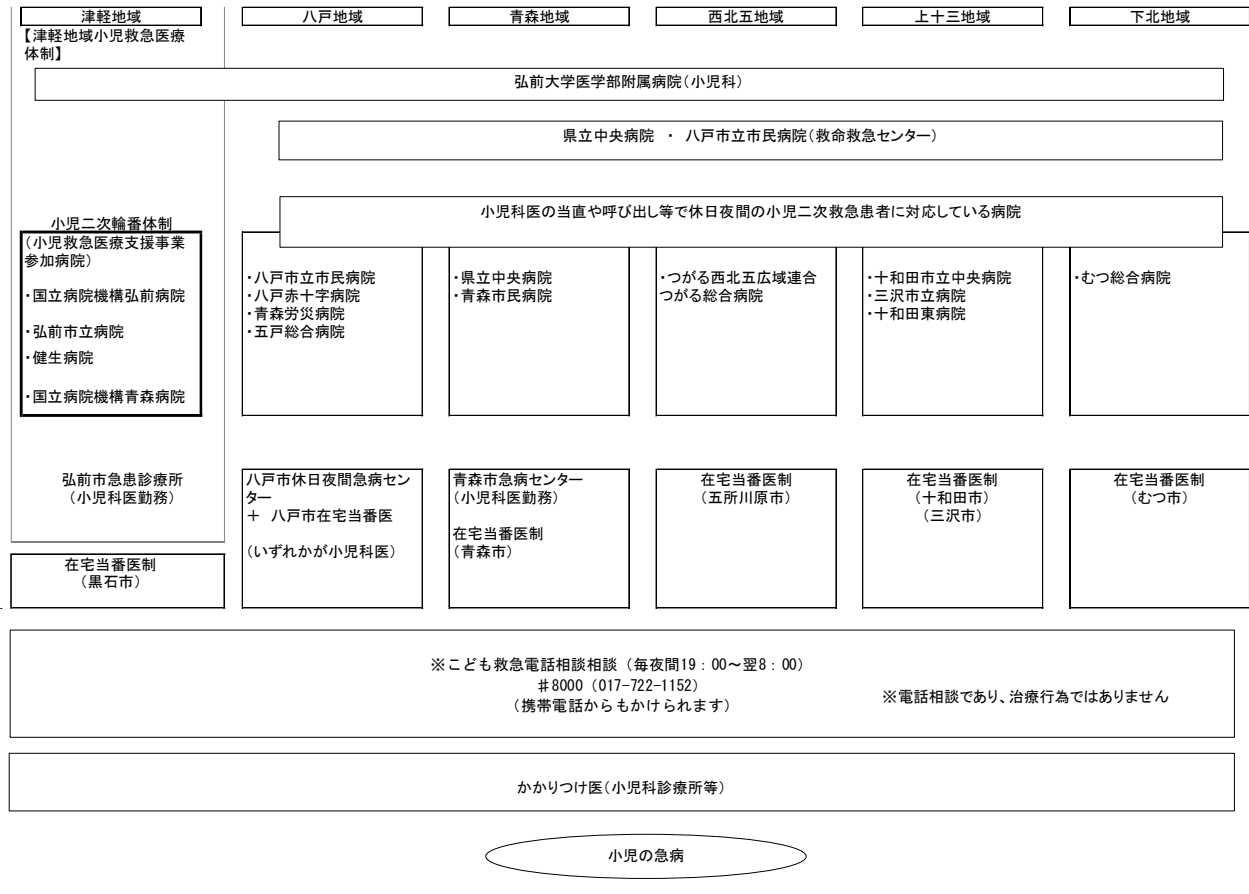 津軽地域
八戸地域
青森地域
西北五地域
上十三地域
下北地域
【津軽地域小児救急医療
体制】
弘前大学医学部附属病院（小児科）
県立中央病院 ・ 八戸市立市民病院（救命救急センター）
小児科医の当直や呼び出し等で休日夜間の小児二次救急患者に対応している病院
小児二次輪番体制
（小児救急医療支援事業
参加病院）
・国立病院機構弘前病院
・弘前市立病院
・健生病院
・国立病院機構青森病院
・八戸市立市民病院
・八戸赤十字病院
・青森労災病院
・五戸総合病院
・県立中央病院
・青森市民病院
・つがる西北五広域連合
つがる総合病院
・十和田市立中央病院
・三沢市立病院
・十和田東病院
・むつ総合病院
弘前市急患診療所
（小児科医勤務）
在宅当番医制
（黒石市）
八戸市休日夜間急病セン
ター
＋ 八戸市在宅当番医
（いずれかが小児科医）
青森市急病センター
（小児科医勤務）
在宅当番医制
（青森市）
在宅当番医制
（五所川原市）
在宅当番医制
（十和田市）
（三沢市）
在宅当番医制
（むつ市）
※こども救急電話相談相談（毎夜間19：00～翌8：00）
＃8000（017-722-1152）
（携帯電話からもかけられます）
※電話相談であり、治療行為ではありません
かかりつけ医（小児科診療所等）
小児の急病